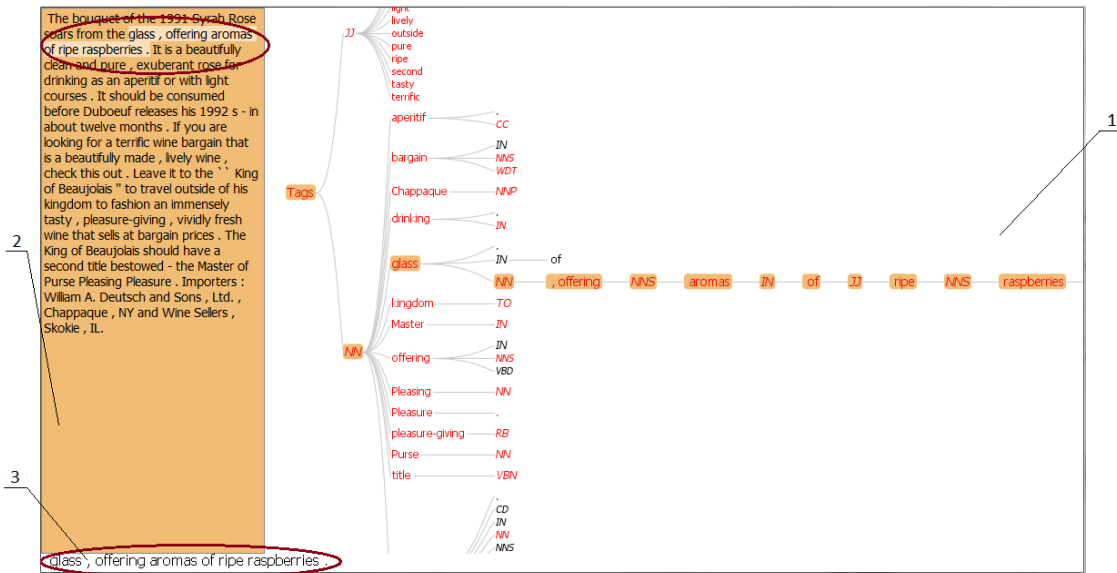 The bouquet of the 1991 Syrah Rose
soars from the glass , offering aromas
of ripe raspberries . It is a beautifully
clean and pure , exuberant rose for
drinking as an aperitif or with light
courses . It should be consumed
before Duboeuf releases his 1992 s - in
about twelve months . If you are
looking for a terrific wine bargain that
is a beautifully made , lively wine ,
check this out . Leave it to the `` King
of Beaujolais " to travel outside of his
kingdom to fashion an immensely
tasty , pleasure-giving , vividly fresh
wine that sells at bargain prices . The
King of Beaujolais should have a
second title bestowed - the Master of
Purse Pleasing Pleasure . Importers :
William A. Deutsch and Sons , Ltd. ,
Chappaque , NY and Wine Sellers ,
Skokie , IL.
2
3
glass , offering aromas of ripe raspberries .
Tags
JJ
light
lively
outside
pure
ripe
second
tasty
terrific
NN
aperitif
.
CC
bargain
IN
NNS
WDT
Chappaque NNP
drinking
.
IN
glass
.
IN of
NN , offering NNS aromas IN of JJ ripe NNS raspberries
kingdom TO
Master IN
offering
IN
NNS
VBD
Pleasing NN
Pleasure .
pleasure-giving RB
Purse NN
title VBN
.
CD
IN
NN
NNS
1